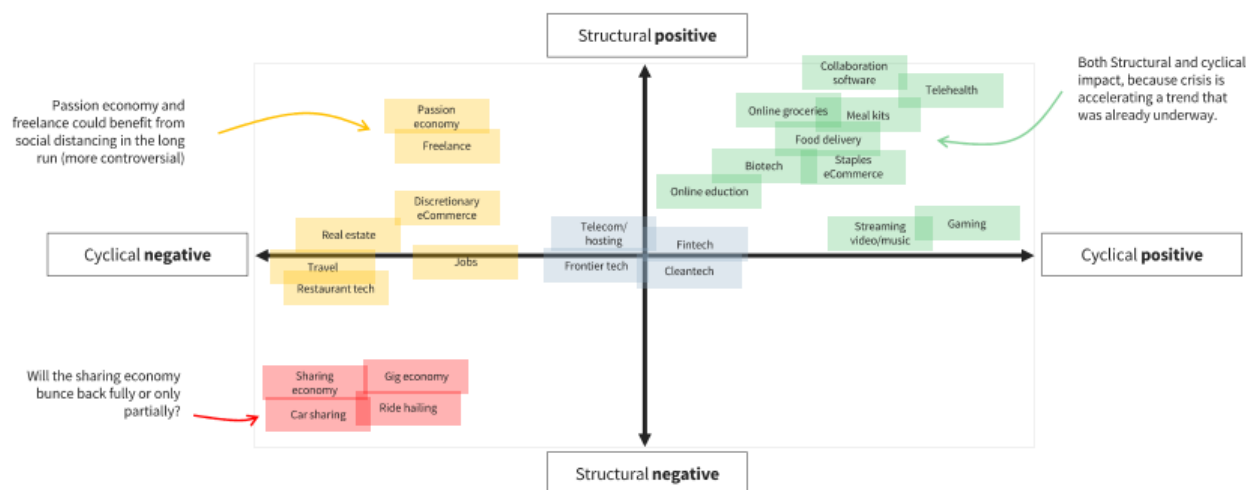 Structural positive
Collaboration
software
Telehealth
Both Structural and cyclical
impact, because crisis is
accelerating a trend that
was already underway.
Passion economy and
freelance could benefit from
social distancing in the long
run (more controversial)
Passion
economy
Freelance
Online groceries
Meal kits
Food delivery
Biotech
Staples
eCommerce
Online eduction
Discretionary
eCommerce
Real estate
Telecom/
hosting
Fintech
Streaming
video/music
Gaming
Cyclical negative
Travel
Jobs
Frontier tech
Cleantech
Cyclical positive
Restaurant tech
Will the sharing economy
bunce back fully or only
partially?
Sharing
economy
Gig economy
Car sharing
Ride hailing
Structural negative